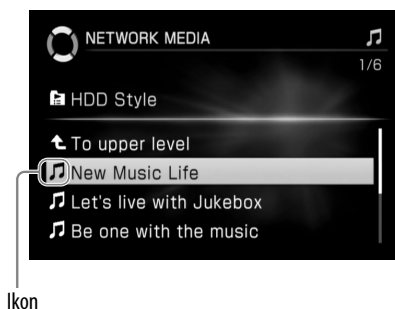 NETWORK MEDIA
1/6
HDD Style
To upper level
New Music Life
Let's live with Jukebox
Be one with the music
Ikon